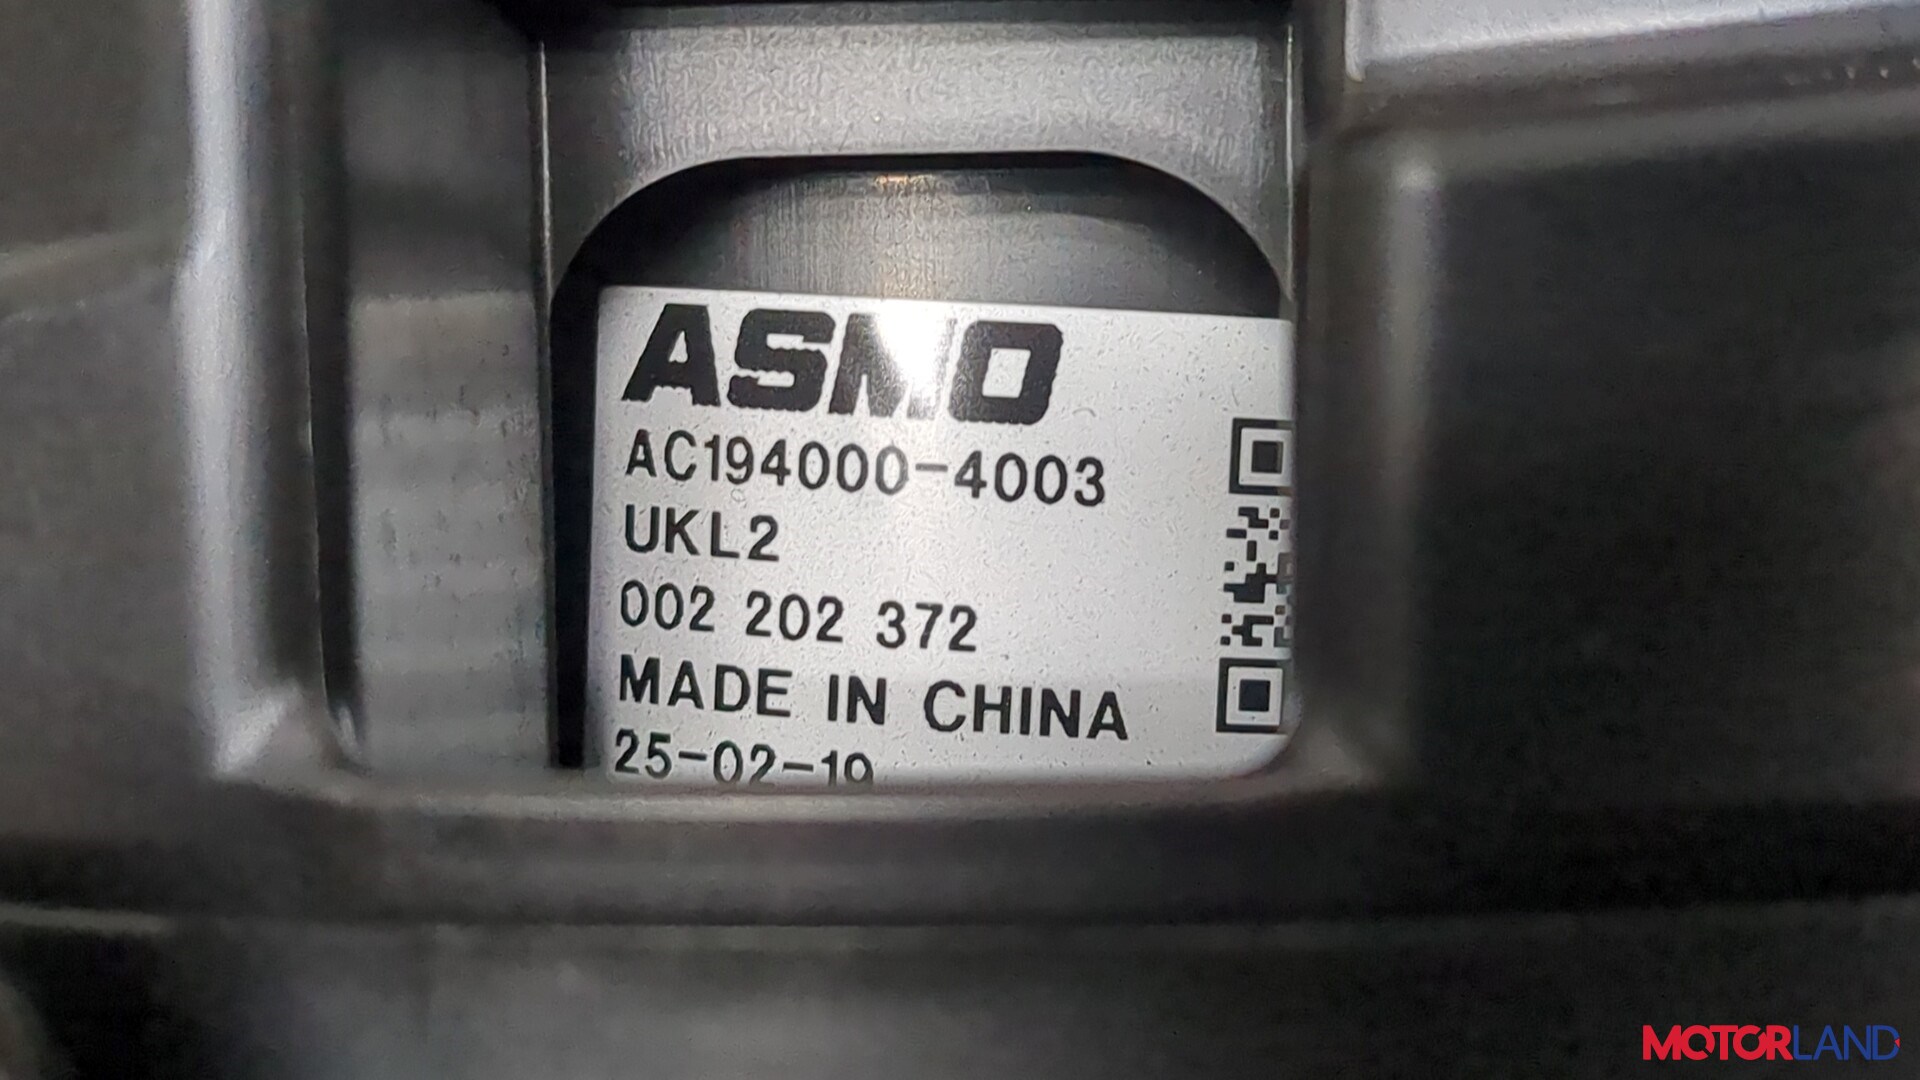 ASMO
AC194000-4003
UKL2
002 202 372
MADE IN CHINA
25-02-19
MOTORLAND